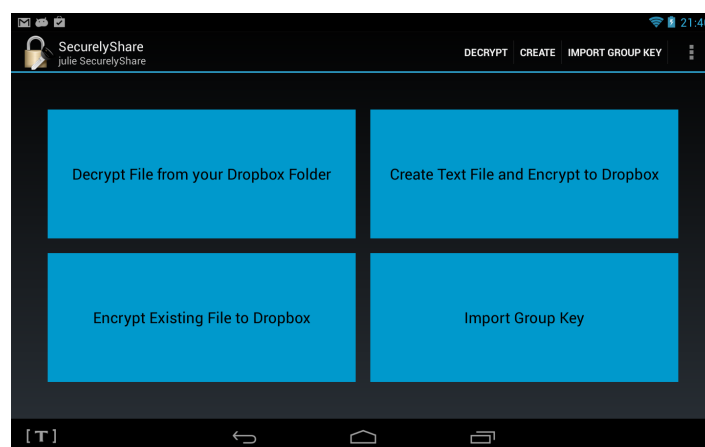 21:4
SecurelyShare
julie SecurelyShare
DECRYPT CREATE IMPORT GROUP KEY
Decrypt File from your Dropbox Folder
Create Text File and Encrypt to Dropbox
Encrypt Existing File to Dropbox
Import Group Key
[T]